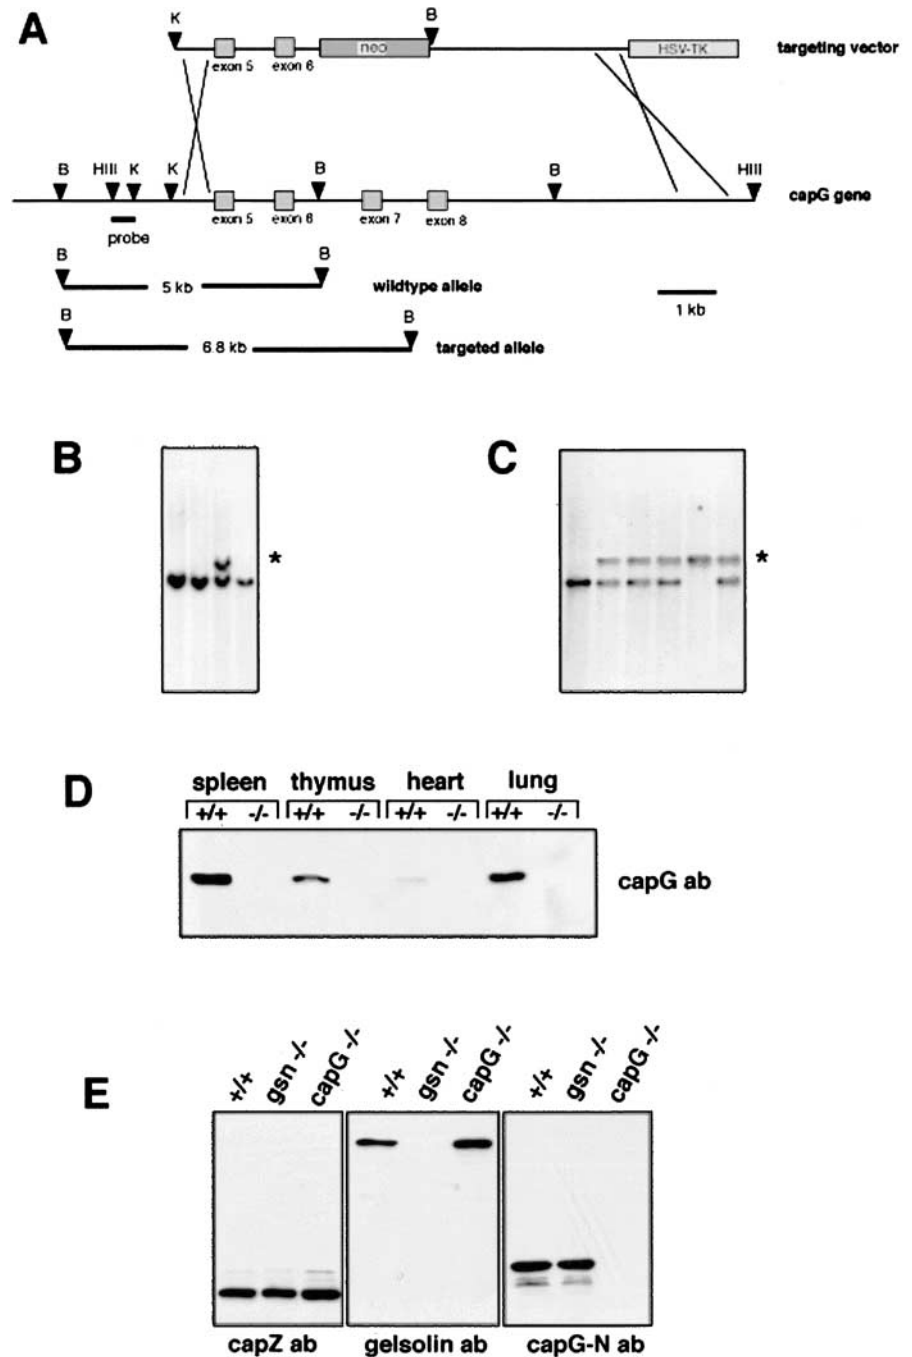 A
K
B
neo
HSV-TK
targeting vector
exon 5
exon 6
B
HIII
K
K
B
B
HIII
capG gene
exon 5
exon 6
exon 7
exon 8
probe
B
B
5 kb
wildtype allele
1 kb
B
B
6.8 kb
targeted allele
B
*
C
*
D
spleen thymus heart lung
+/+ -/- +/+ -/- +/+ -/- +/+ -/-
capG ab
E
+/+ gsn -/- capG -/- +/+ gsn -/- capG -/- +/+ gsn -/- capG -/-
capZ ab gelsolin ab capG-N ab